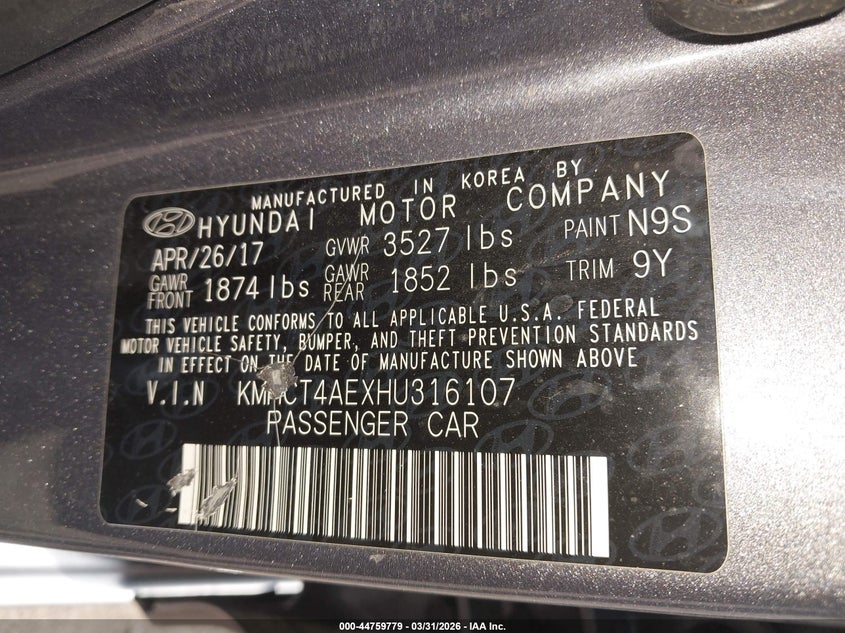 MANUFACTURED IN KOREA BY
HYUNDAI MOTOR COMPANY
APR/26/17 GVWR 3527 lbs PAINT N9S
GAWR FRONT 1874 lbs GAWR REAR 1852 lbs TRIM 9Y
THIS VEHICLE CONFORMS TO ALL APPLICABLE U.S.A. FEDERAL
MOTOR VEHICLE SAFETY, BUMPER, AND THEFT PREVENTION STANDARDS
IN EFFECT ON THE DATE OF MANUFACTURE SHOWN ABOVE
V.I.N
PASSENGER CAR
000-44759779 - 03/31/2026 - IAA Inc.